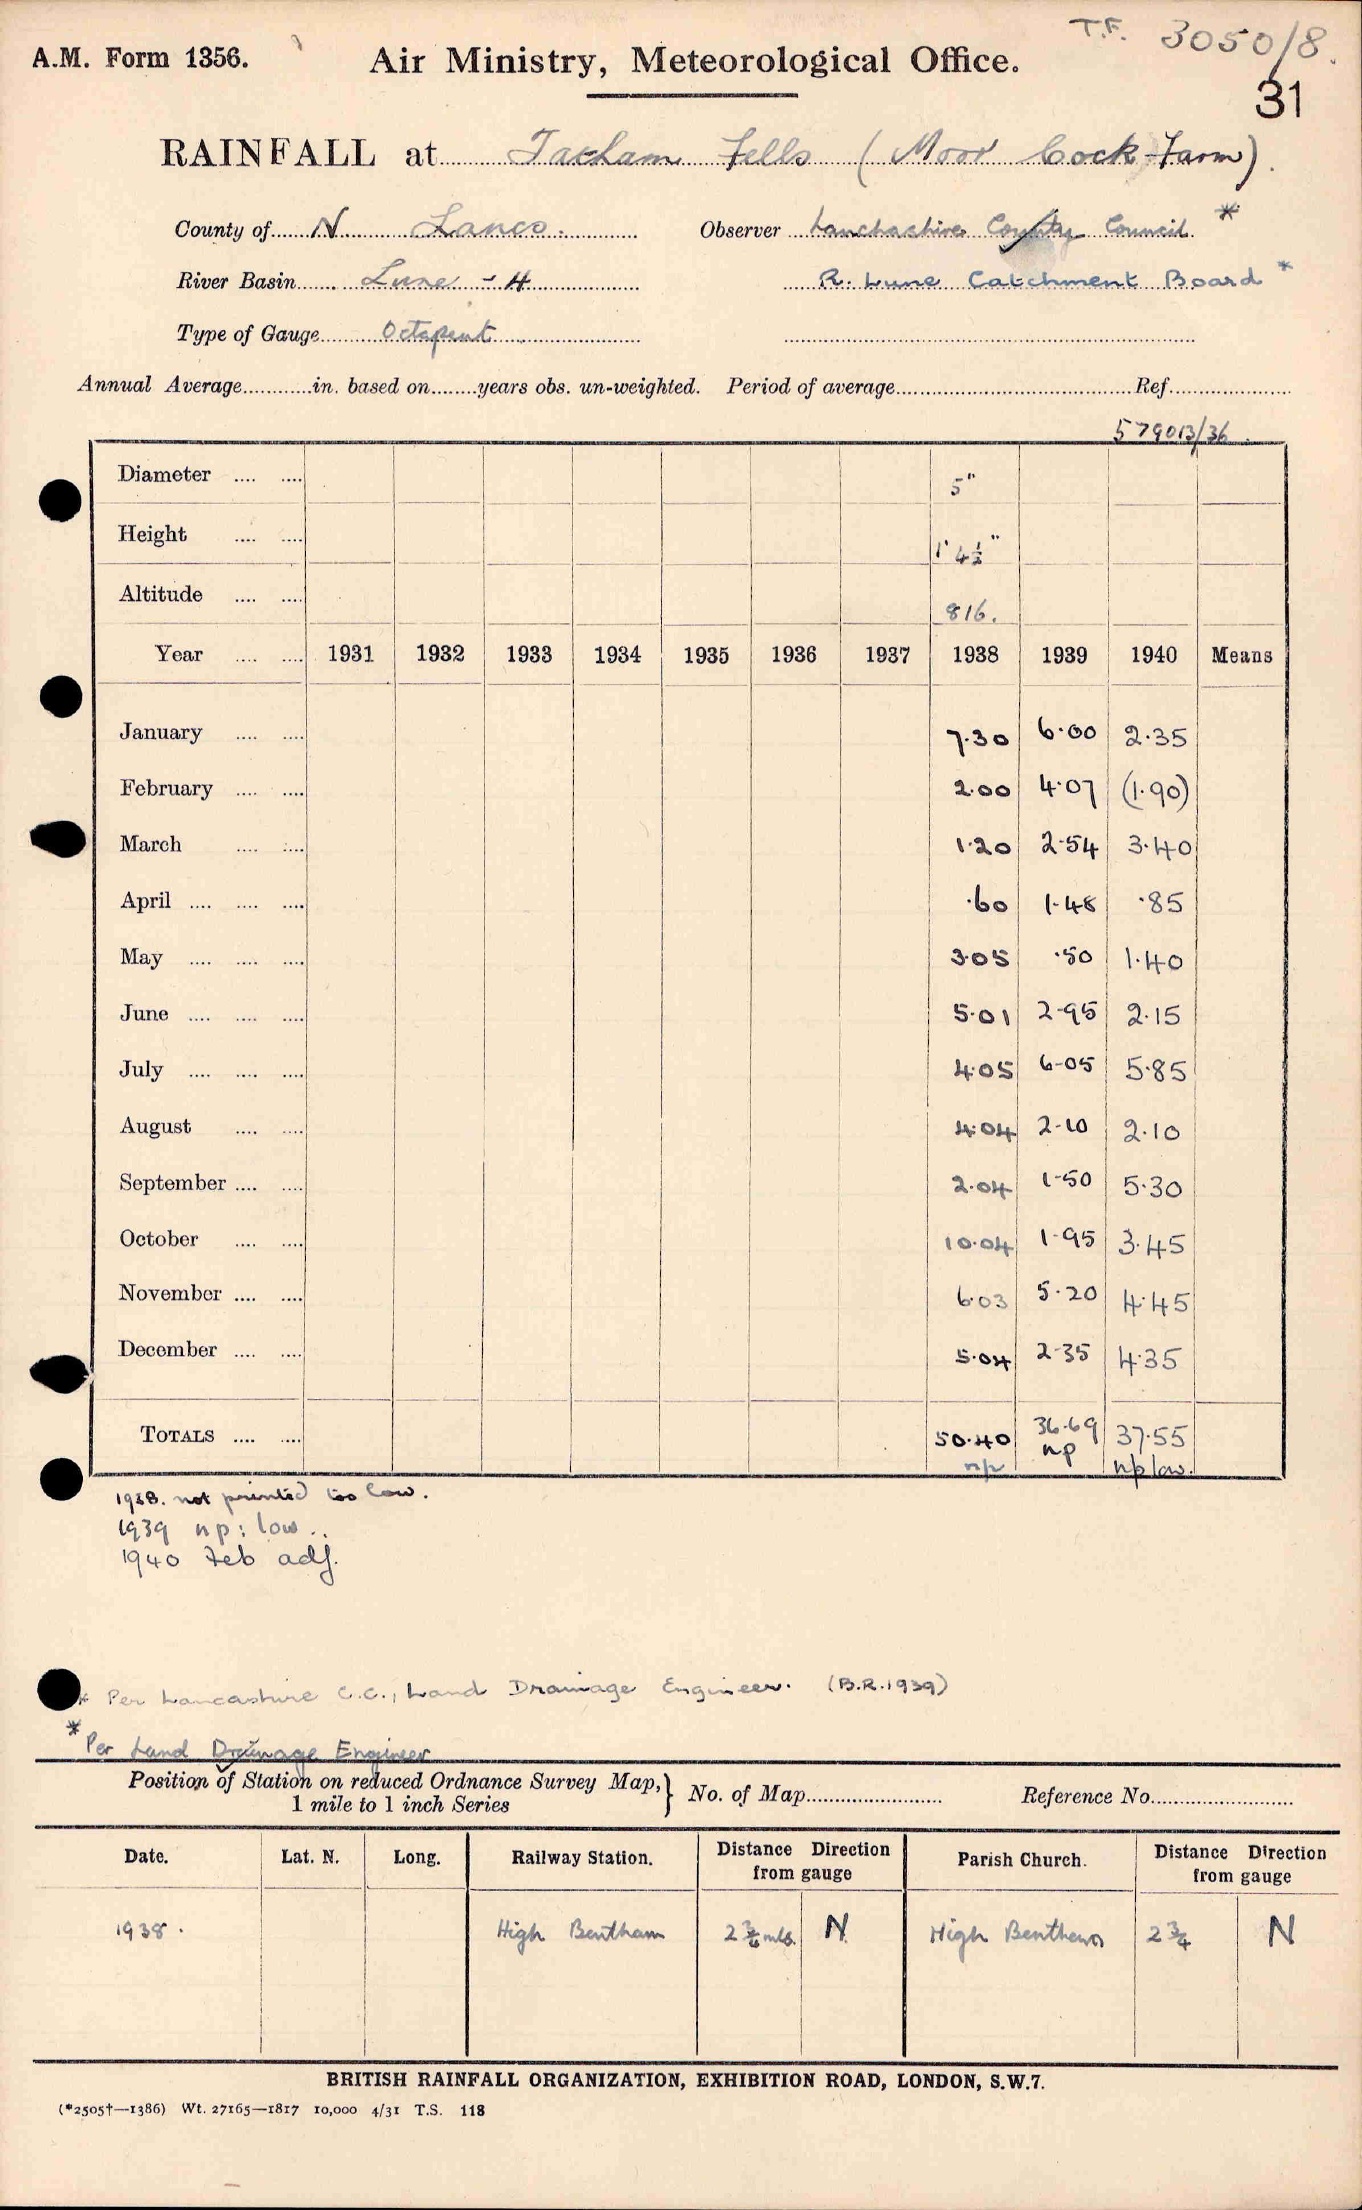 T.F. 3050/8.
A.M. Form 1356. Air Ministry, Meteorological Office.
31
RAINFALL at Tatham Fells (Moor Cock Farm).
County of N Lancs. Observer Lanchashire County Council *
River Basin Lune - 4 R. Lune Catchment Board *
Type of Gauge Octapent
Annual Average in. based on years obs. un-weighted. Period of average Ref.
579013/36
Diameter 5"
Height 1' 4½"
Altitude 816.
Year 1931 1932 1933 1934 1935 1936 1937 1938 1939 1940 Means
January 7.30 6.00 2.35
February 2.00 4.07 (1.90)
March 1.20 2.54 3.40
April .60 1.48 .85
May 3.05 .50 1.40
June 5.01 2.95 2.15
July 4.05 6.05 5.85
August 4.04 2.10 2.10
September 2.04 1.50 5.30
October 10.04 1.95 3.45
November 6.03 5.20 4.45
December 5.04 2.35 4.35
TOTALS 50.40 36.69 37.55
np np np low.
1938. not printed too low.
1939 np: low..
1940 Feb adj.
* Per Lancashire C.C., Land Drainage Engineer. (B.R. 1939)
* Per Land Drainage Engineer
Position of Station on reduced Ordnance Survey Map, } No. of Map Reference No.
1 mile to 1 inch Series
Date. Lat. N. Long. Railway Station. Distance Direction from gauge Parish Church. Distance Direction from gauge
1938. High Bentham 2¾ mls. N. High Bentham 2¾ N
BRITISH RAINFALL ORGANIZATION, EXHIBITION ROAD, LONDON, S.W.7.
(*2505†—1386) Wt. 27165—1817 10,000 4/31 T.S. 118